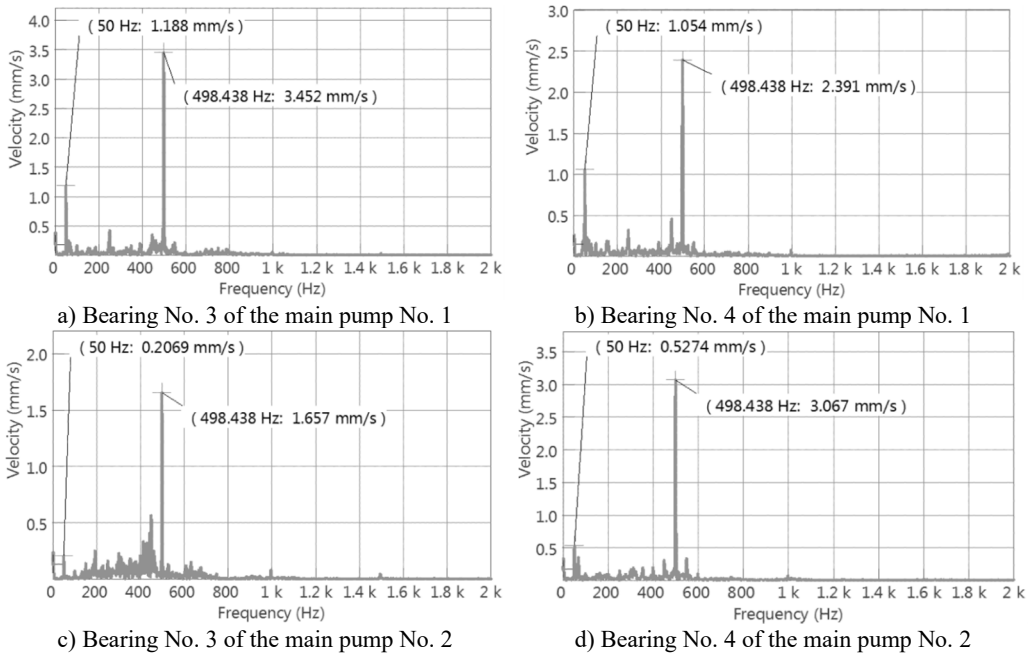 4.0
( 50 Hz: 1.188 mm/s )
3.5
3.0
( 498.438 Hz: 3.452 mm/s )
2.5
2.0
1.5
1.0
0.5
Velocity (mm/s)
0 200 400 600 800 1 k 1.2 k 1.4 k 1.6 k 1.8 k 2 k
Frequency (Hz)
a) Bearing No. 3 of the main pump No. 1
3.0
( 50 Hz: 1.054 mm/s )
2.5
( 498.438 Hz: 2.391 mm/s )
2.0
1.5
1.0
0.5
Velocity (mm/s)
0 200 400 600 800 1 k 1.2 k 1.4 k 1.6 k 1.8 k 2 k
Frequency (Hz)
b) Bearing No. 4 of the main pump No. 1
( 50 Hz: 0.2069 mm/s )
2.0
1.5
( 498.438 Hz: 1.657 mm/s )
1.0
0.5
Velocity (mm/s)
0 200 400 600 800 1 k 1.2 k 1.4 k 1.6 k 1.8 k 2 k
Frequency (Hz)
c) Bearing No. 3 of the main pump No. 2
( 50 Hz: 0.5274 mm/s )
3.5
3.0
( 498.438 Hz: 3.067 mm/s )
2.5
2.0
1.5
1.0
0.5
Velocity (mm/s)
0 200 400 600 800 1 k 1.2 k 1.4 k 1.6 k 1.8 k 2 k
Frequency (Hz)
d) Bearing No. 4 of the main pump No. 2